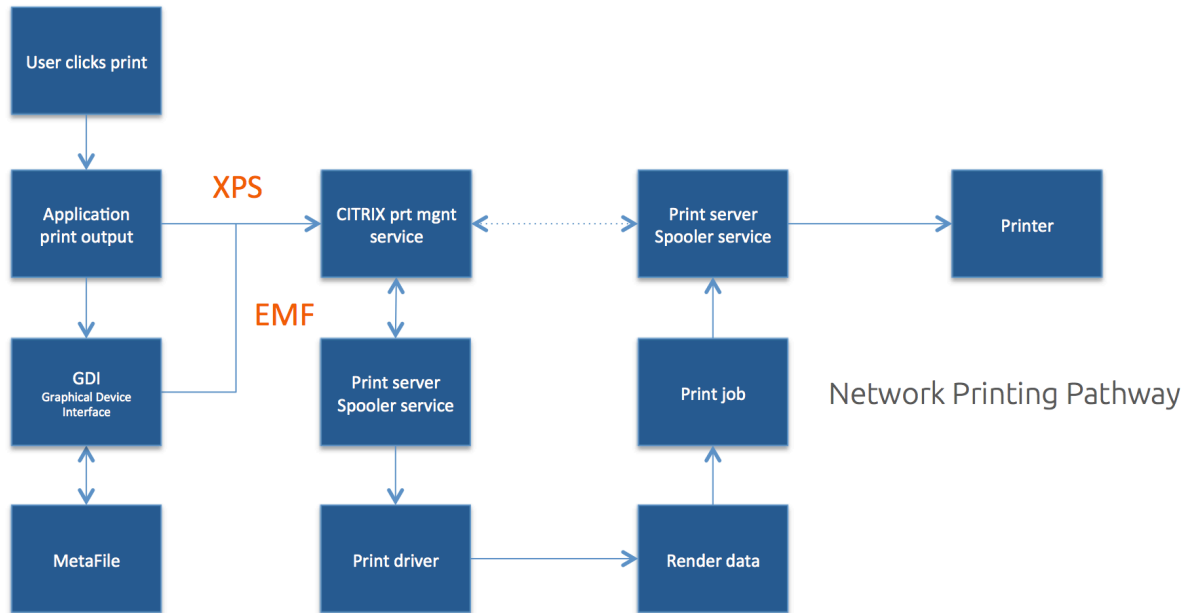 User clicks print
Application
print output
XPS
CITRIX prt mgnt
service
Print server
Spooler service
Printer
EMF
GDI
Graphical Device
Interface
Print server
Spooler service
Print job
Network Printing Pathway
MetaFile
Print driver
Render data